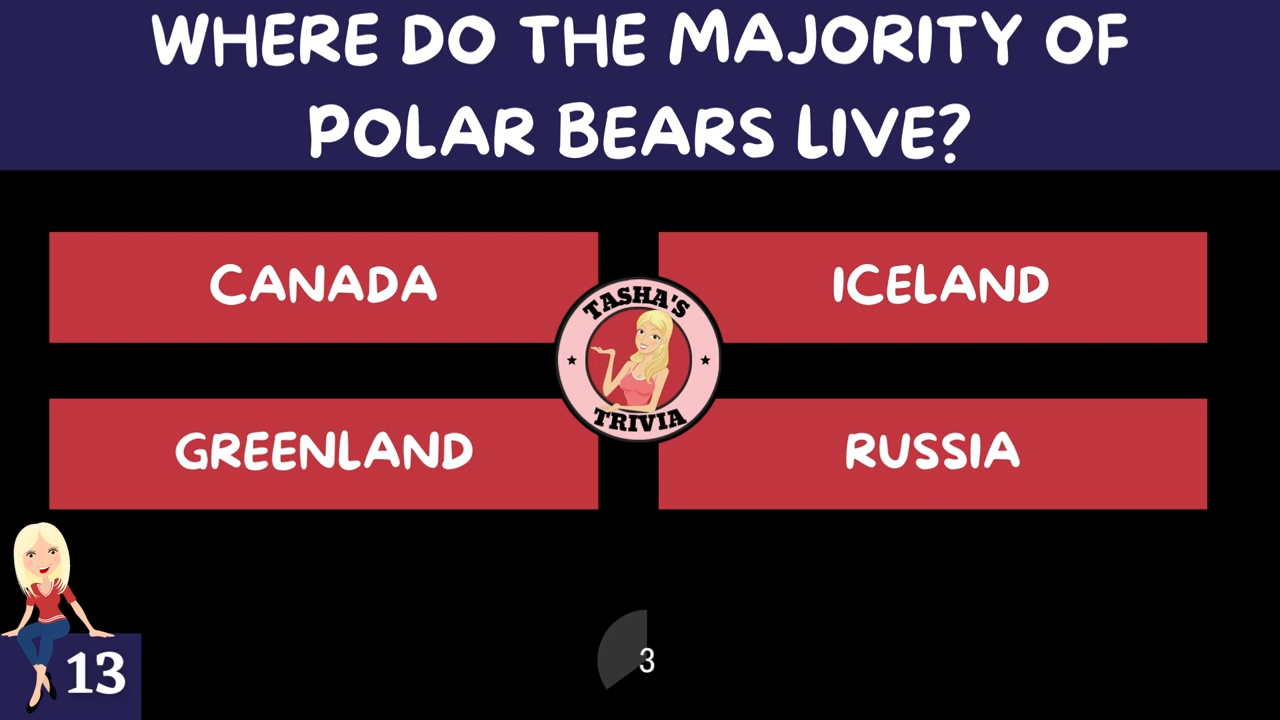 WHERE DO THE MAJORITY OF
POLAR BEARS LIVE?
CANADA
ICELAND
TASHA'S
TRIVIA
GREENLAND
RUSSIA
13
3